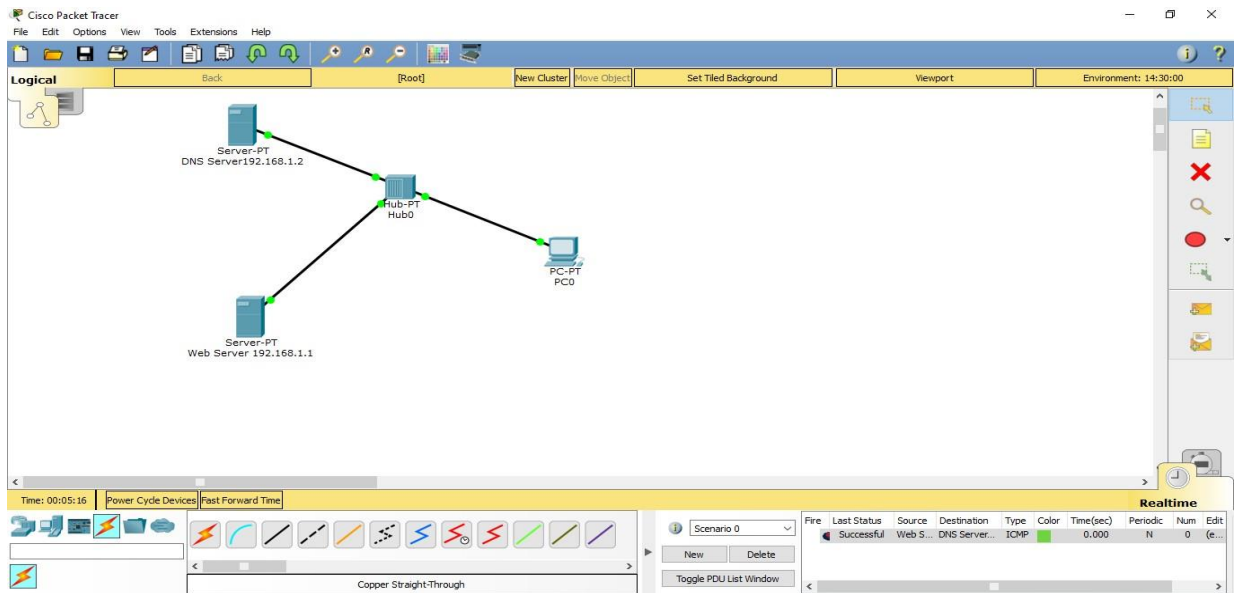 Cisco Packet Tracer
File Edit Options View Tools Extensions Help
Logical Back [Root] New Cluster Move Object Set Tiled Background Viewport Environment: 14:30:00
Server-PT
DNS Server192.168.1.2
Hub-PT
Hub0
PC-PT
PC0
Server-PT
Web Server 192.168.1.1
Time: 00:05:16 Power Cycle Devices Fast Forward Time Realtime
Scenario 0
New Delete
Toggle PDU List Window
Fire Last Status Source Destination Type Color Time(sec) Periodic Num Edit
Successful Web S... DNS Server... ICMP 0.000 N 0 (e...
Copper Straight-Through